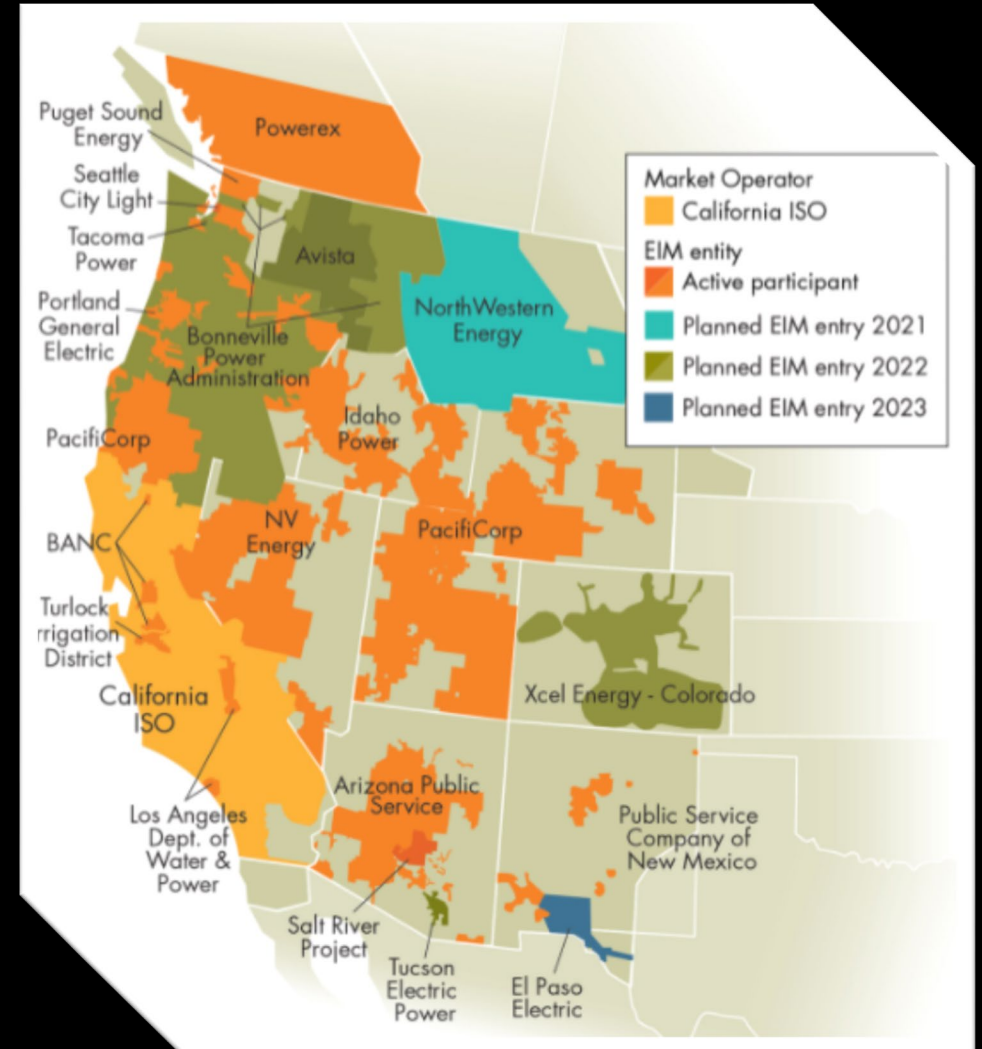 Puget Sound
Energy
Powerex
Seattle
City Light
Tacoma
Power
Avista
Portland
General
Electric
Bonneville
Power
Administration
NorthWestern
Energy
Market Operator
California ISO
EIM entity
Active participant
Planned EIM entry 2021
Planned EIM entry 2022
Planned EIM entry 2023
PacifiCorp
Idaho
Power
BANC
NV
Energy
PacifiCorp
Turlock
rrigation
District
California
ISO
Xcel Energy - Colorado
Los Angeles
Dept. of
Water &
Power
Arizona Public
Service
Public Service
Company of
New Mexico
Salt River
Project
Tucson
Electric
Power
El Paso
Electric